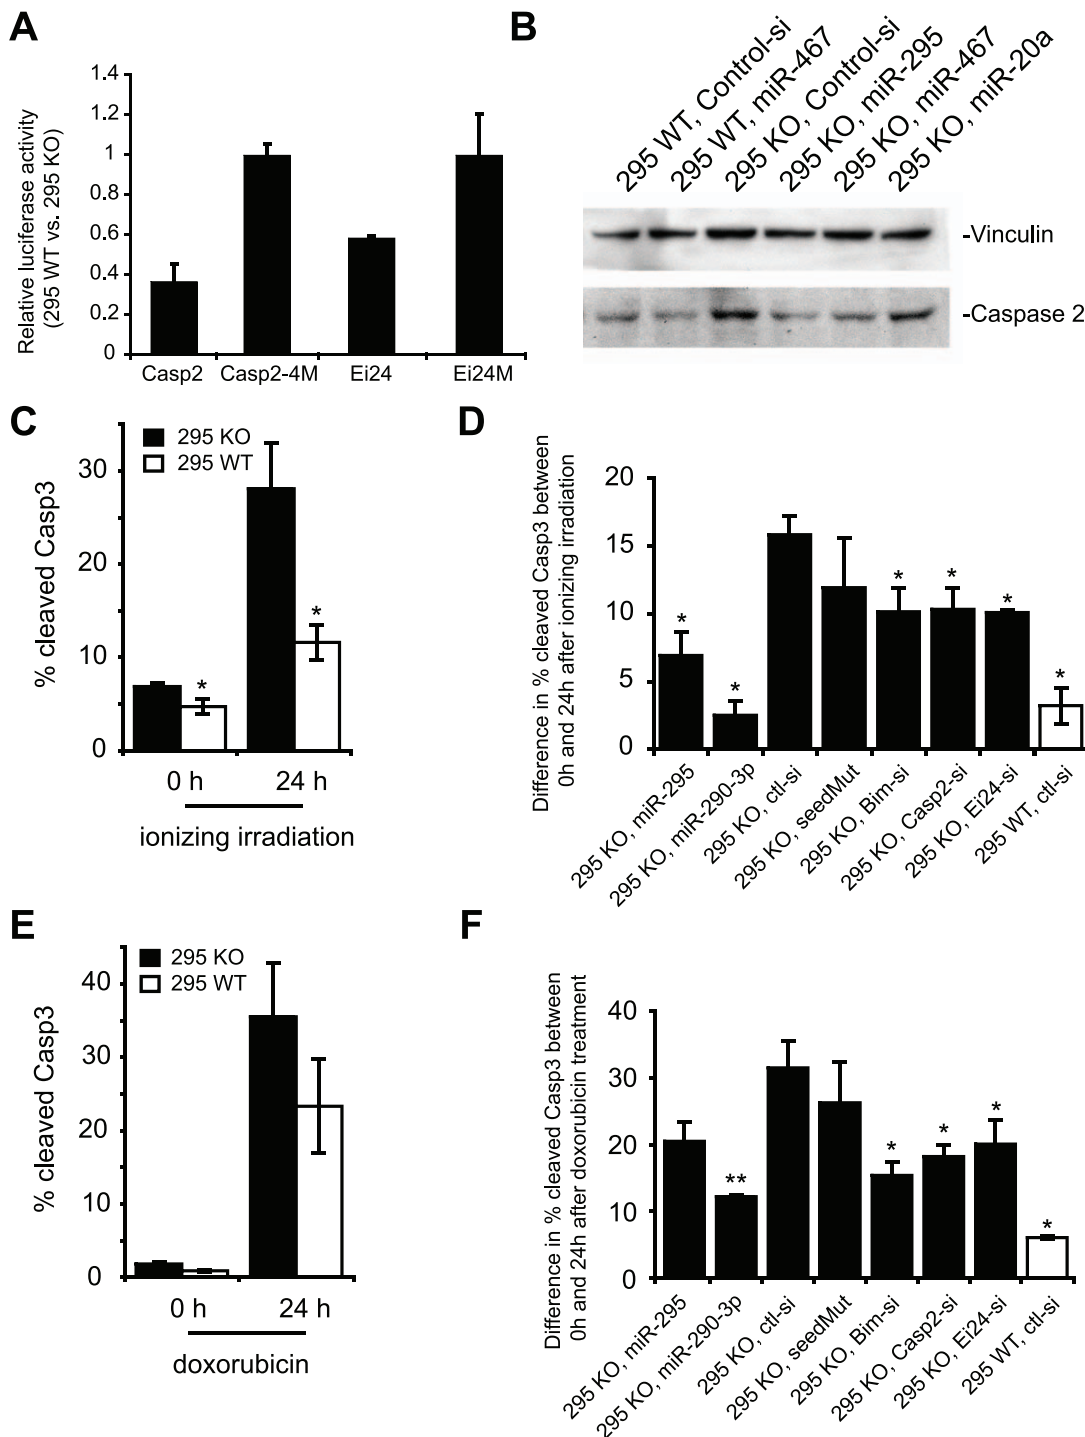 A
Relative luciferase activity
(295 WT vs. 295 KO)
1.4
1.2
1
0.8
0.6
0.4
0.2
0
Casp2
Casp2-4M
Ei24
Ei24M
B
295 WT, Control-si
295 WT, miR-467
295 KO, Control-si
295 KO, miR-295
295 KO, miR-467
295 KO, miR-20a
-Vinculin
-Caspase 2
C
% cleaved Casp3
295 KO
295 WT
30
20
10
0
*
*
0 h
24 h
ionizing irradiation
D
Difference in % cleaved Casp3 between
0h and 24h after ionizing irradiation
20
15
10
5
0
*
*
*
*
*
*
295 KO, miR-295
295 KO, miR-290-3p
295 KO, ctl-si
295 KO, seedMut
295 KO, Bim-si
295 KO, Casp2-si
295 KO, Ei24-si
295 WT, ctl-si
E
% cleaved Casp3
295 KO
295 WT
40
30
20
10
0
0 h
24 h
doxorubicin
F
Difference in % cleaved Casp3 between
0h and 24h after doxorubicin treatment
40
30
20
10
0
**
*
*
*
*
295 KO, miR-295
295 KO, miR-290-3p
295 KO, ctl-si
295 KO, seedMut
295 KO, Bim-si
295 KO, Casp2-si
295 KO, Ei24-si
295 WT, ctl-si